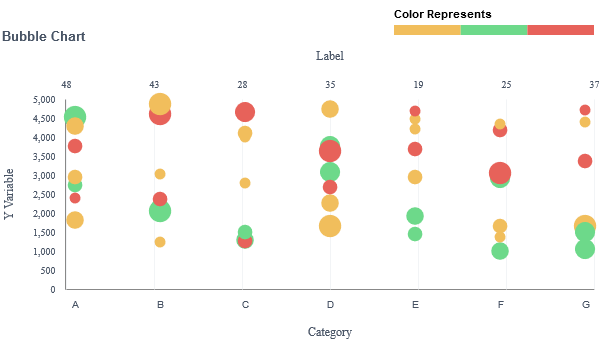 Color Represents
Bubble Chart
Label
48 43 28 35 19 25 37
5,000
4,500
4,000
3,500
3,000
2,500
2,000
1,500
1,000
500
0
Y Variable
A B C D E F G
Category